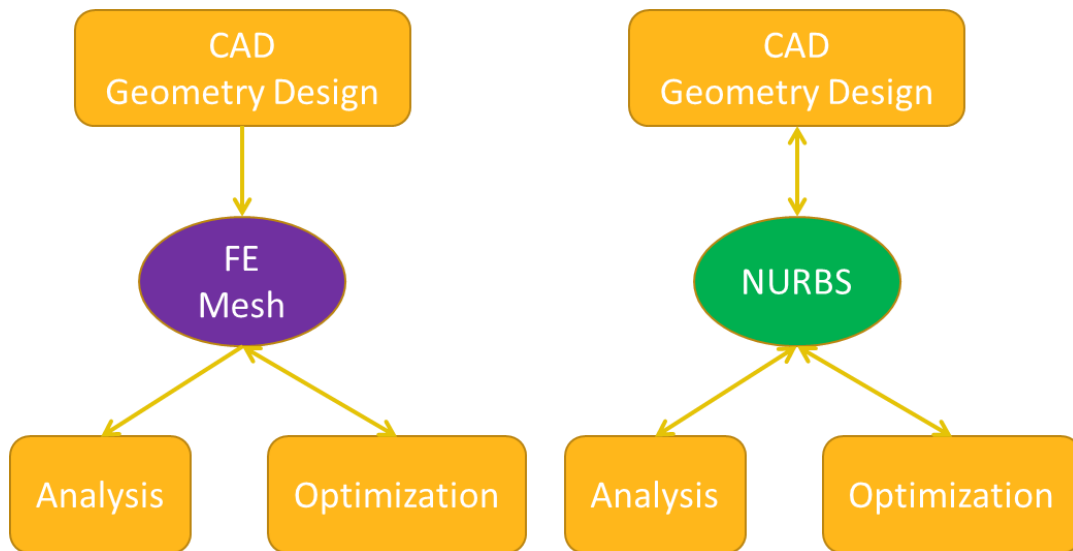 CAD
Geometry Design
FE
Mesh
Analysis
Optimization
CAD
Geometry Design
NURBS
Analysis
Optimization